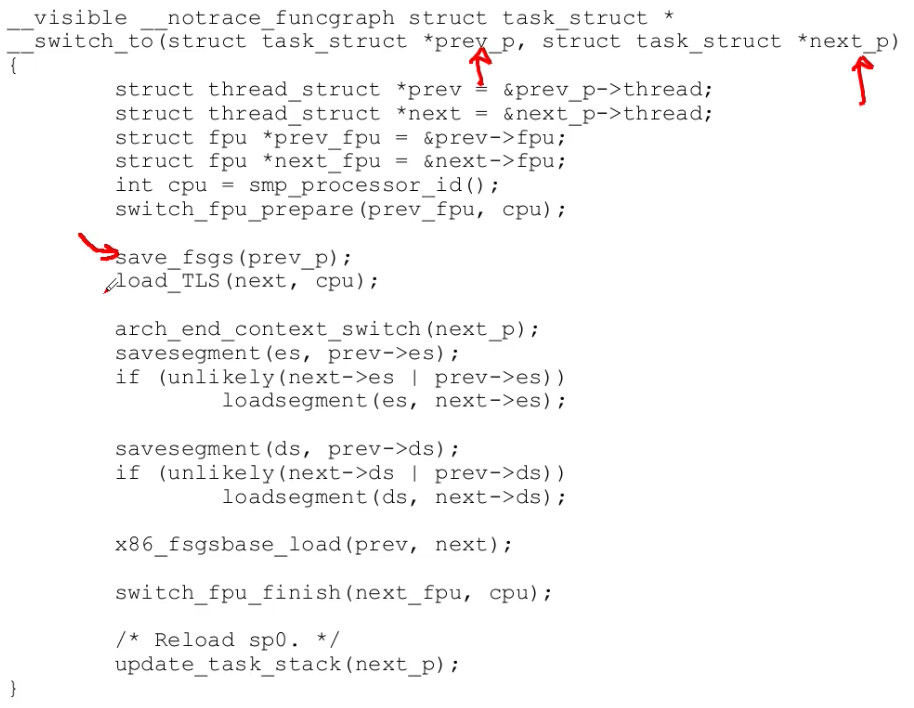 __visible __notrace_funcgraph struct task_struct *
__switch_to(struct task_struct *prev_p, struct task_struct *next_p)
{
struct thread_struct *prev = &prev_p->thread;
struct thread_struct *next = &next_p->thread;
struct fpu *prev_fpu = &prev->fpu;
struct fpu *next_fpu = &next->fpu;
int cpu = smp_processor_id();
switch_fpu_prepare(prev_fpu, cpu);
save_fsgs(prev_p);
load_TLS(next, cpu);
arch_end_context_switch(next_p);
savesegment(es, prev->es);
if (unlikely(next->es | prev->es))
loadsegment(es, next->es);
savesegment(ds, prev->ds);
if (unlikely(next->ds | prev->ds))
loadsegment(ds, next->ds);
x86_fsgsbase_load(prev, next);
switch_fpu_finish(next_fpu, cpu);
/* Reload sp0. */
update_task_stack(next_p);
}